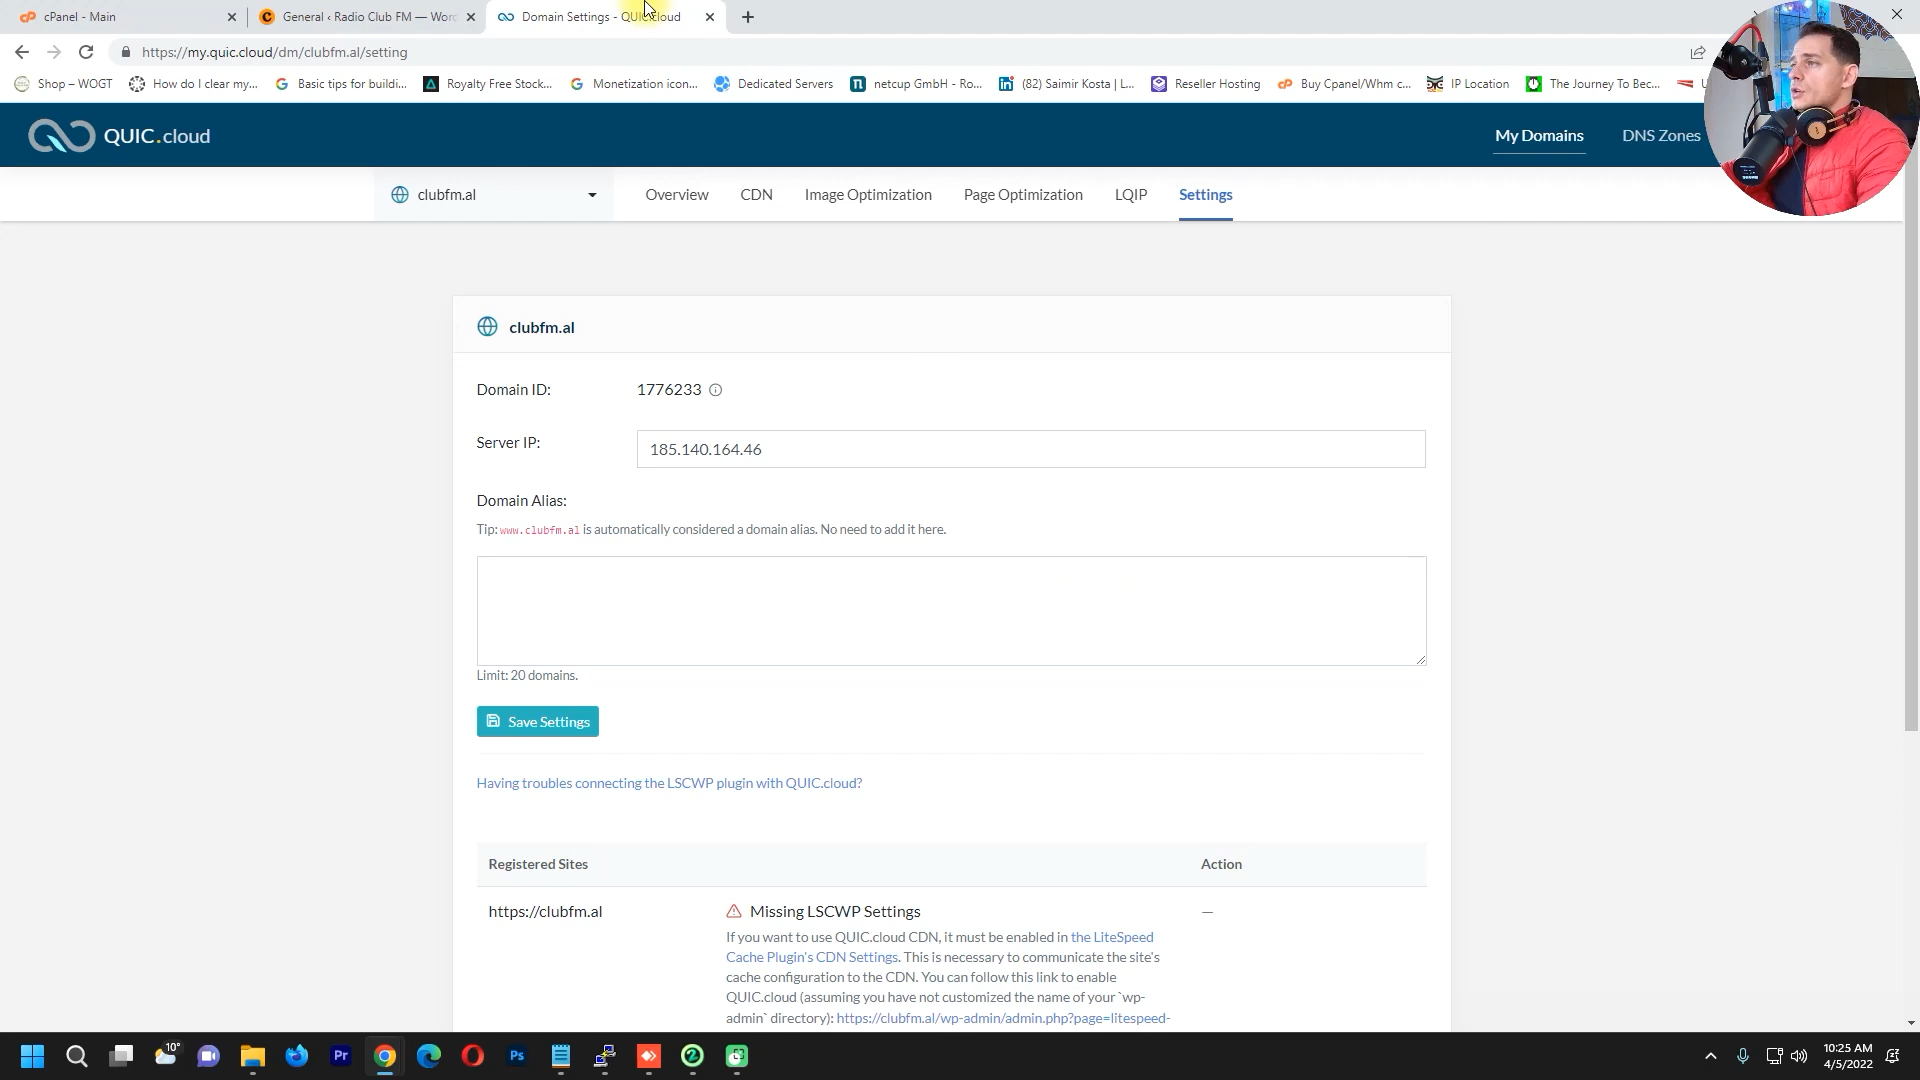 cPanel - Main
General ‹ Radio Club FM — Word
Domain Settings - QUIC.cloud
https://my.quic.cloud/dm/clubfm.al/setting
Shop – WOGT
How do I clear my...
Basic tips for buildi...
Royalty Free Stock...
Monetization icon...
Dedicated Servers
netcup GmbH - Ro...
(82) Saimir Kosta | L...
Reseller Hosting
Buy Cpanel/Whm c...
IP Location
The Journey To Bec...
QUIC.cloud
My Domains
DNS Zones
clubfm.al
Overview
CDN
Image Optimization
Page Optimization
LQIP
Settings
clubfm.al
Domain ID:
1776233
Server IP:
185.140.164.46
Domain Alias:
Tip: www.clubfm.al is automatically considered a domain alias. No need to add it here.
Limit: 20 domains.
Save Settings
Having troubles connecting the LSCWP plugin with QUIC.cloud?
Registered Sites
Action
https://clubfm.al
Missing LSCWP Settings
—
If you want to use QUIC.cloud CDN, it must be enabled in the LiteSpeed
Cache Plugin's CDN Settings. This is necessary to communicate the site's
cache configuration to the CDN. You can follow this link to enable
QUIC.cloud (assuming you have not customized the name of your `wp-
admin` directory): https://clubfm.al/wp-admin/admin.php?page=litespeed-
10°
Pr
Ps
10:25 AM
4/5/2022